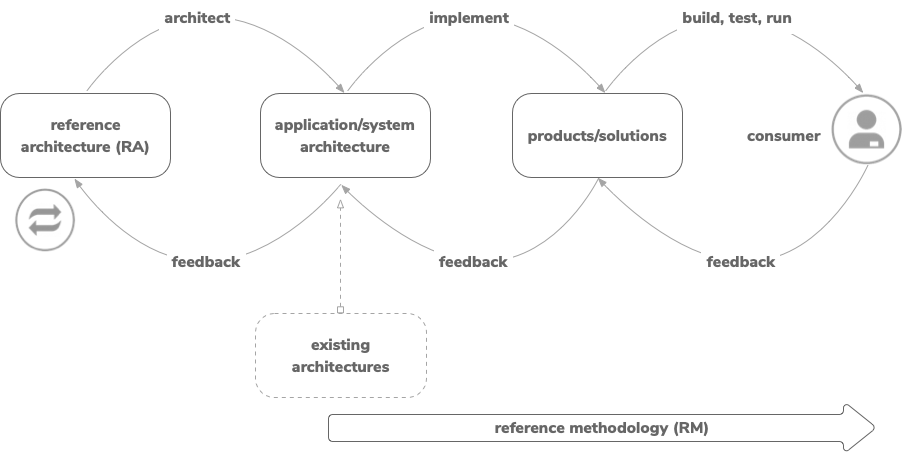 architect
implement
build, test, run
reference
architecture (RA)
application/system
architecture
products/solutions
consumer
feedback
feedback
feedback
existing
architectures
reference methodology (RM)